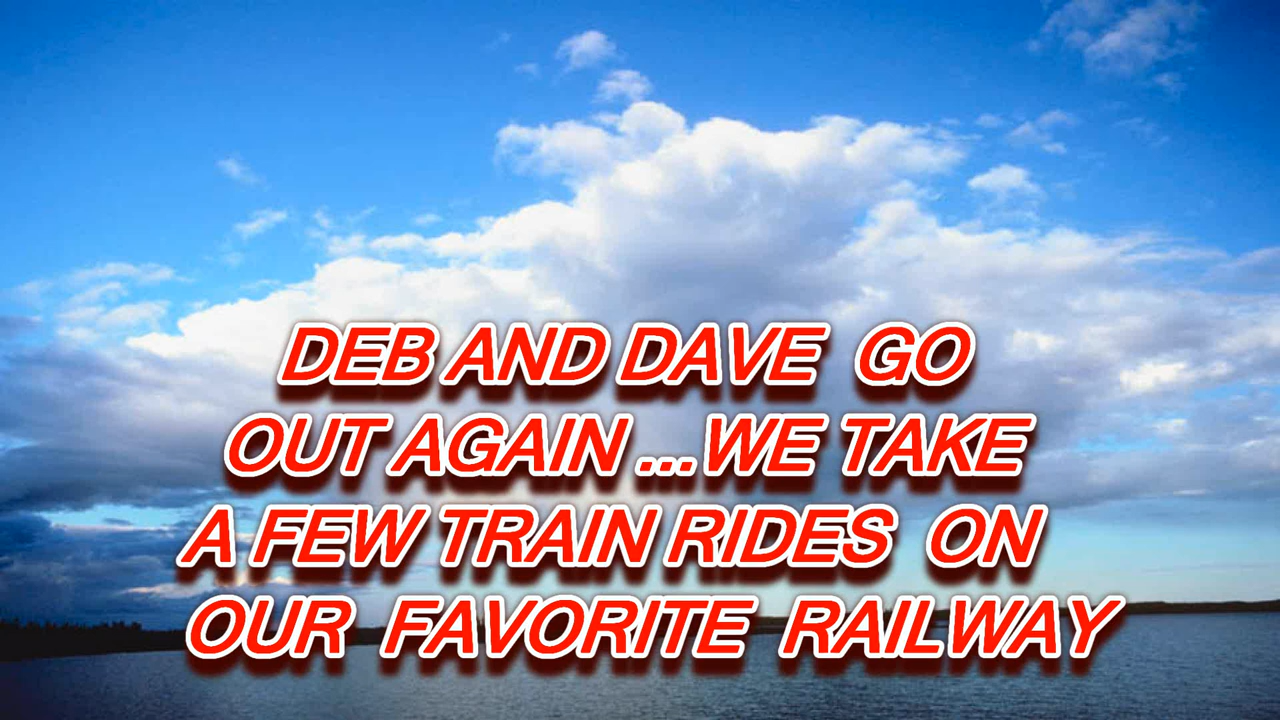 DEB AND DAVE GO
OUT AGAIN ...WE TAKE
A FEW TRAIN RIDES ON
OUR FAVORITE RAILWAY